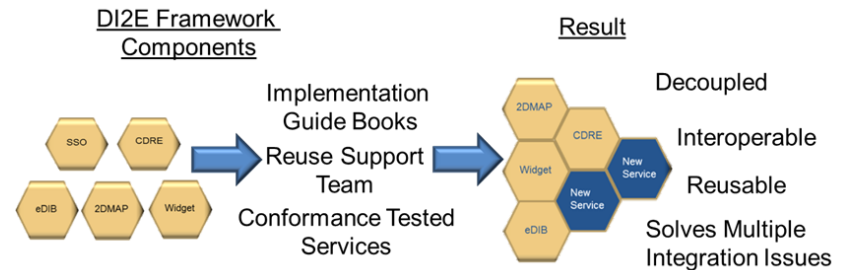 DI2E Framework
Components
SSO
CDRE
eDIB
2DMAP
Widget
Implementation
Guide Books
Reuse Support
Team
Conformance Tested
Services
Result
2DMAP
CDRE
Widget
New
Service
New
Service
eDIB
Decoupled
Interoperable
Reusable
Solves Multiple
Integration Issues